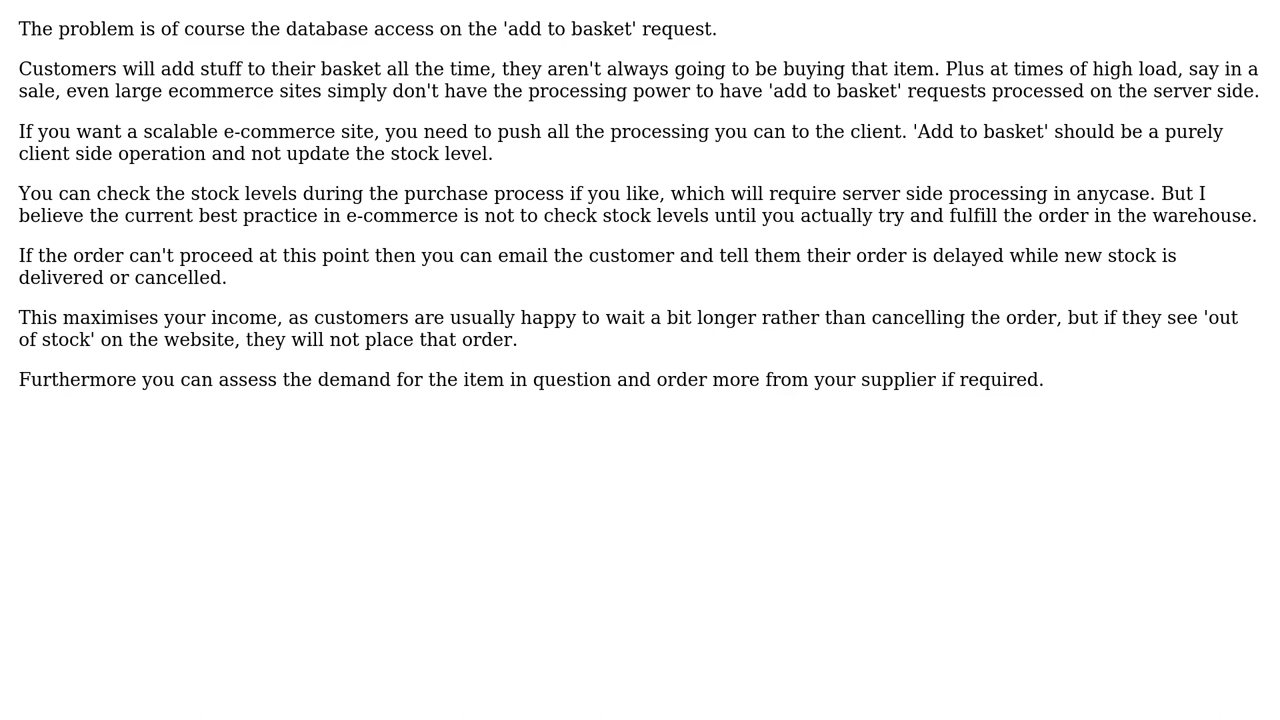 The problem is of course the database access on the 'add to basket' request.
Customers will add stuff to their basket all the time, they aren't always going to be buying that item. Plus at times of high load, say in a
sale, even large ecommerce sites simply don't have the processing power to have 'add to basket' requests processed on the server side.
If you want a scalable e-commerce site, you need to push all the processing you can to the client. 'Add to basket' should be a purely
client side operation and not update the stock level.
You can check the stock levels during the purchase process if you like, which will require server side processing in anycase. But I
believe the current best practice in e-commerce is not to check stock levels until you actually try and fulfill the order in the warehouse.
If the order can't proceed at this point then you can email the customer and tell them their order is delayed while new stock is
delivered or cancelled.
This maximises your income, as customers are usually happy to wait a bit longer rather than cancelling the order, but if they see 'out
of stock' on the website, they will not place that order.
Furthermore you can assess the demand for the item in question and order more from your supplier if required.